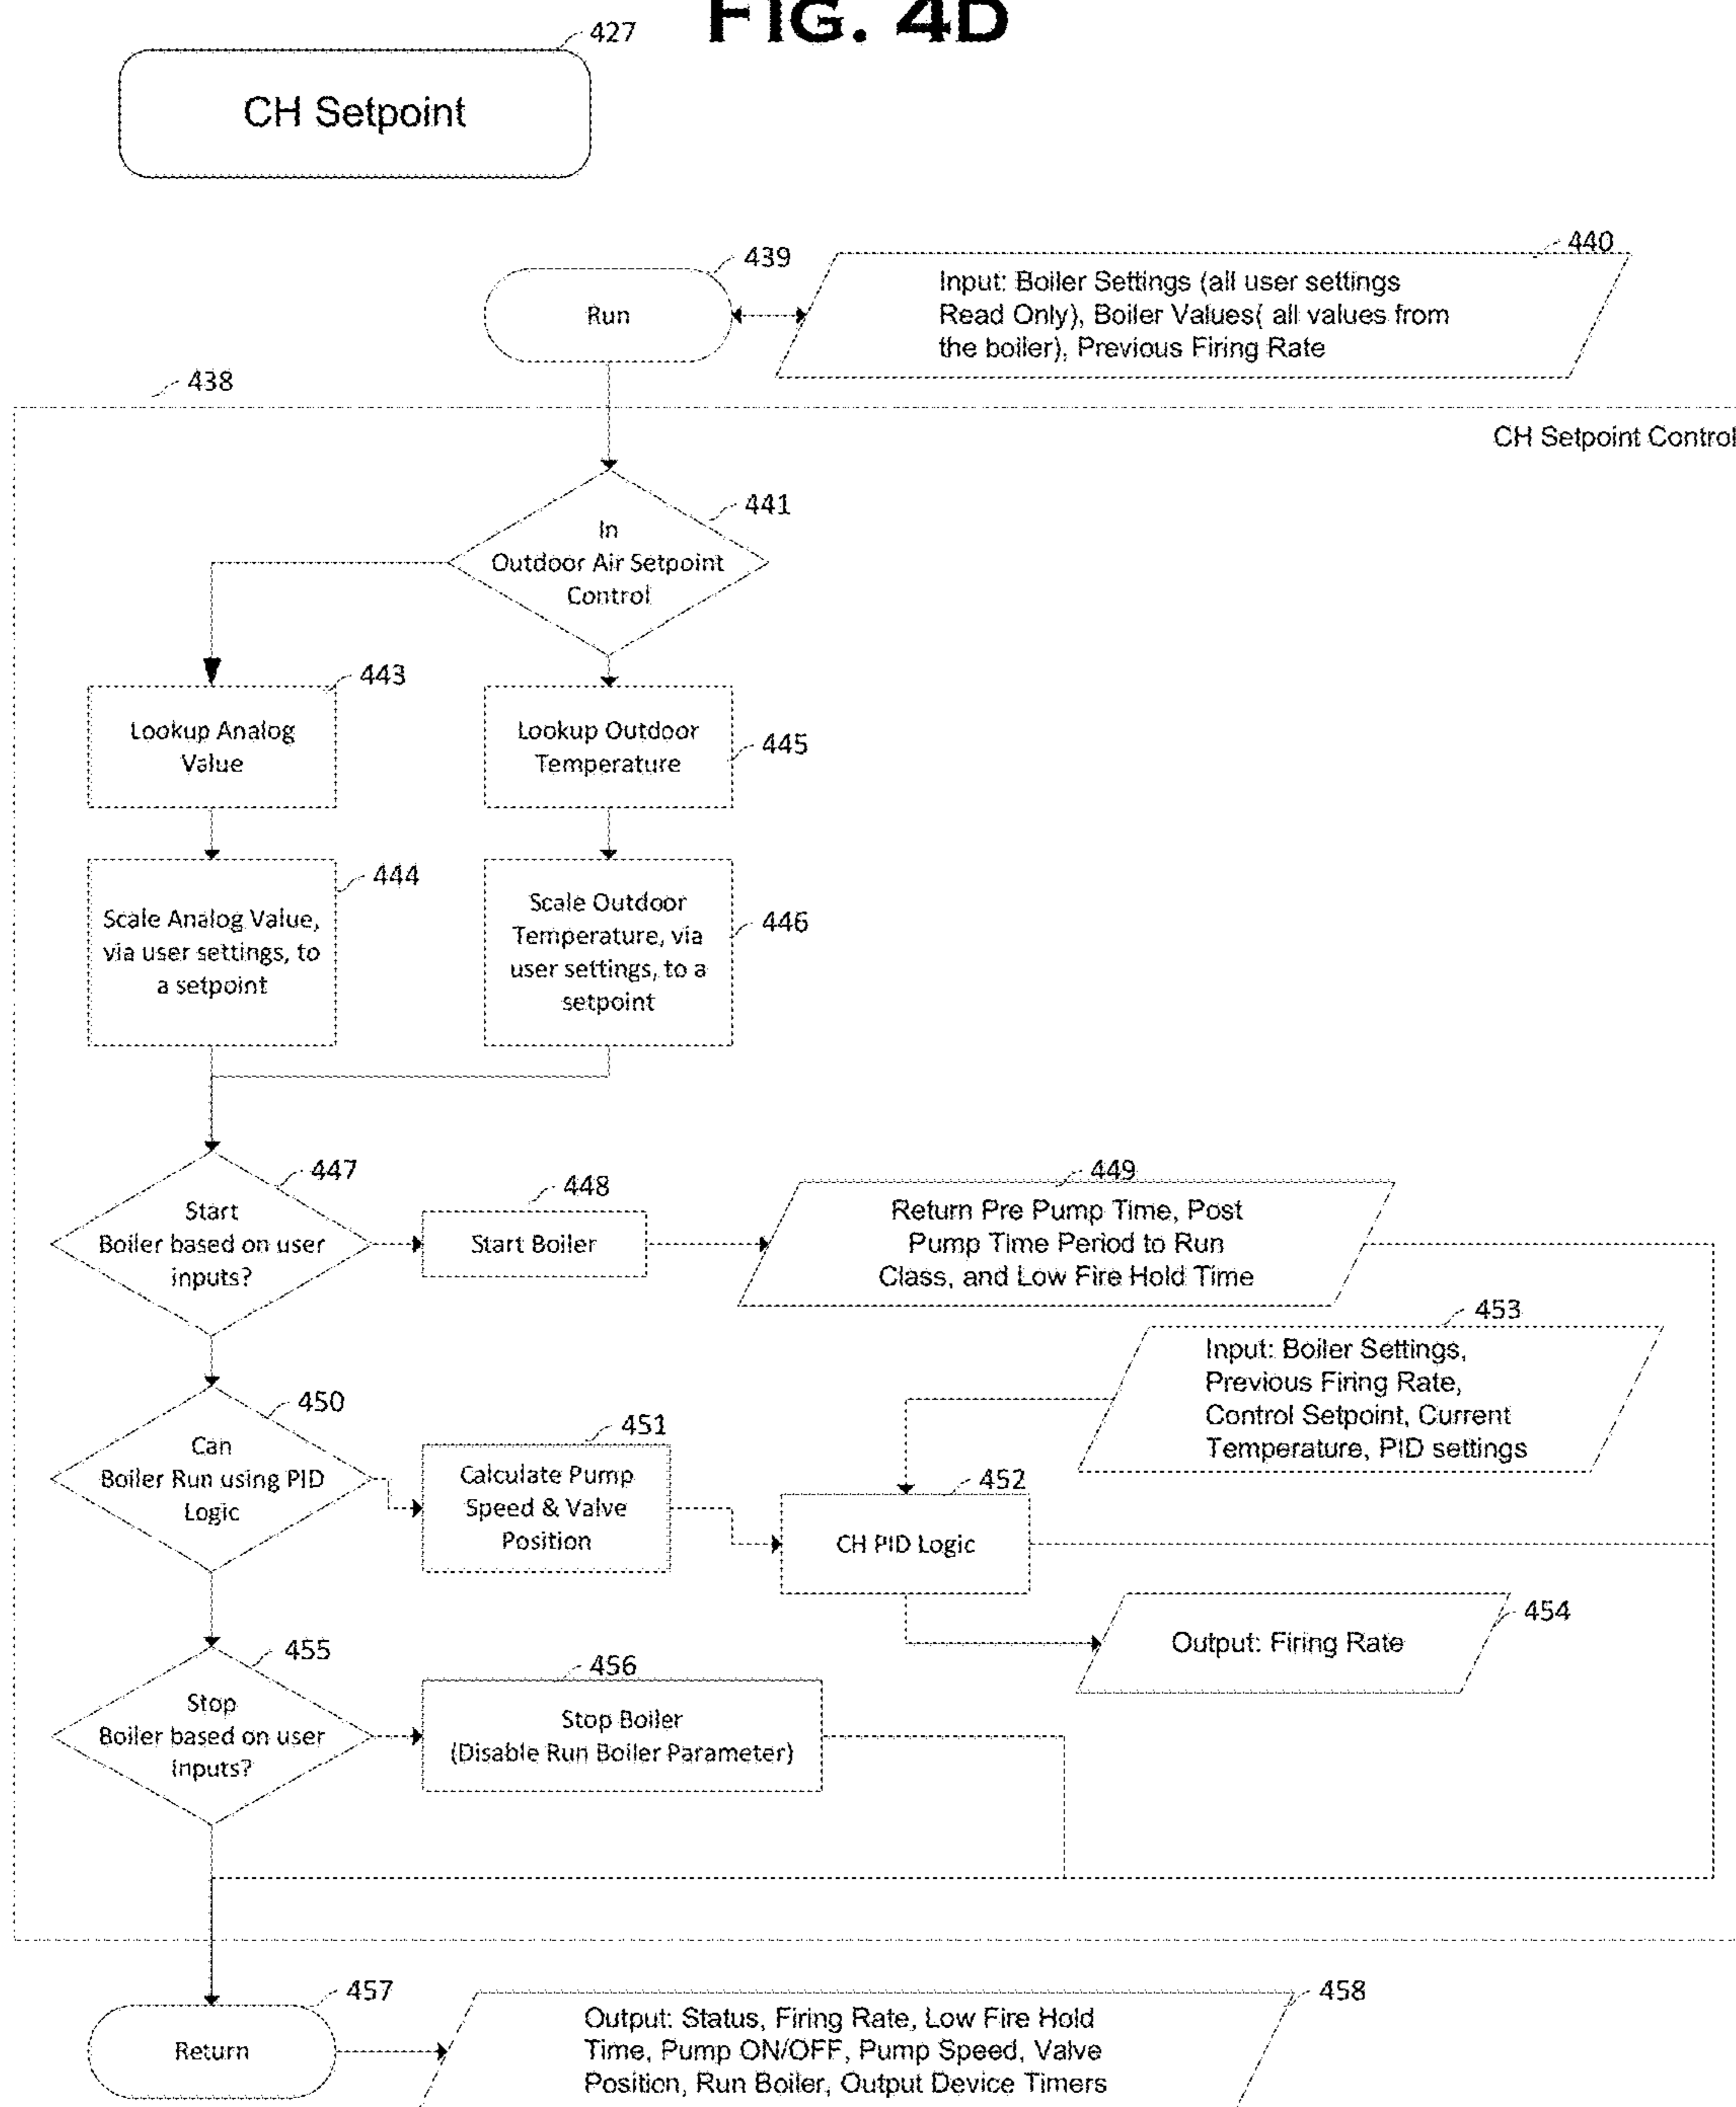 FIG. 4D
427
CH Setpoint
439
Run
440
Input: Boiler Settings (all user settings
Read Only), Boiler Values( all values from
the boiler), Previous Firing Rate
438
CH Setpoint Control
441
In
Outdoor Air Setpoint
Control
443
Lookup Analog
Value
Lookup Outdoor
Temperature
445
444
Scale Analog Value,
via user settings, to
a setpoint
Scale Outdoor
Temperature, via
user settings, to a
setpoint
446
447
Start
Boiler based on user
inputs?
448
Start Boiler
449
Return Pre Pump Time, Post
Pump Time Period to Run
Class, and Low Fire Hold Time
453
Input: Boiler Settings,
Previous Firing Rate,
Control Setpoint, Current
Temperature, PID settings
450
Can
Boiler Run using PID
Logic
451
Calculate Pump
Speed & Valve
Position
452
CH PID Logic
454
Output: Firing Rate
455
Stop
Boiler based on user
Inputs?
456
Stop Boiler
(Disable Run Boiler Parameter)
457
Return
458
Output: Status, Firing Rate, Low Fire Hold
Time, Pump ON/OFF, Pump Speed, Valve
Position, Run Boiler, Output Device Timers